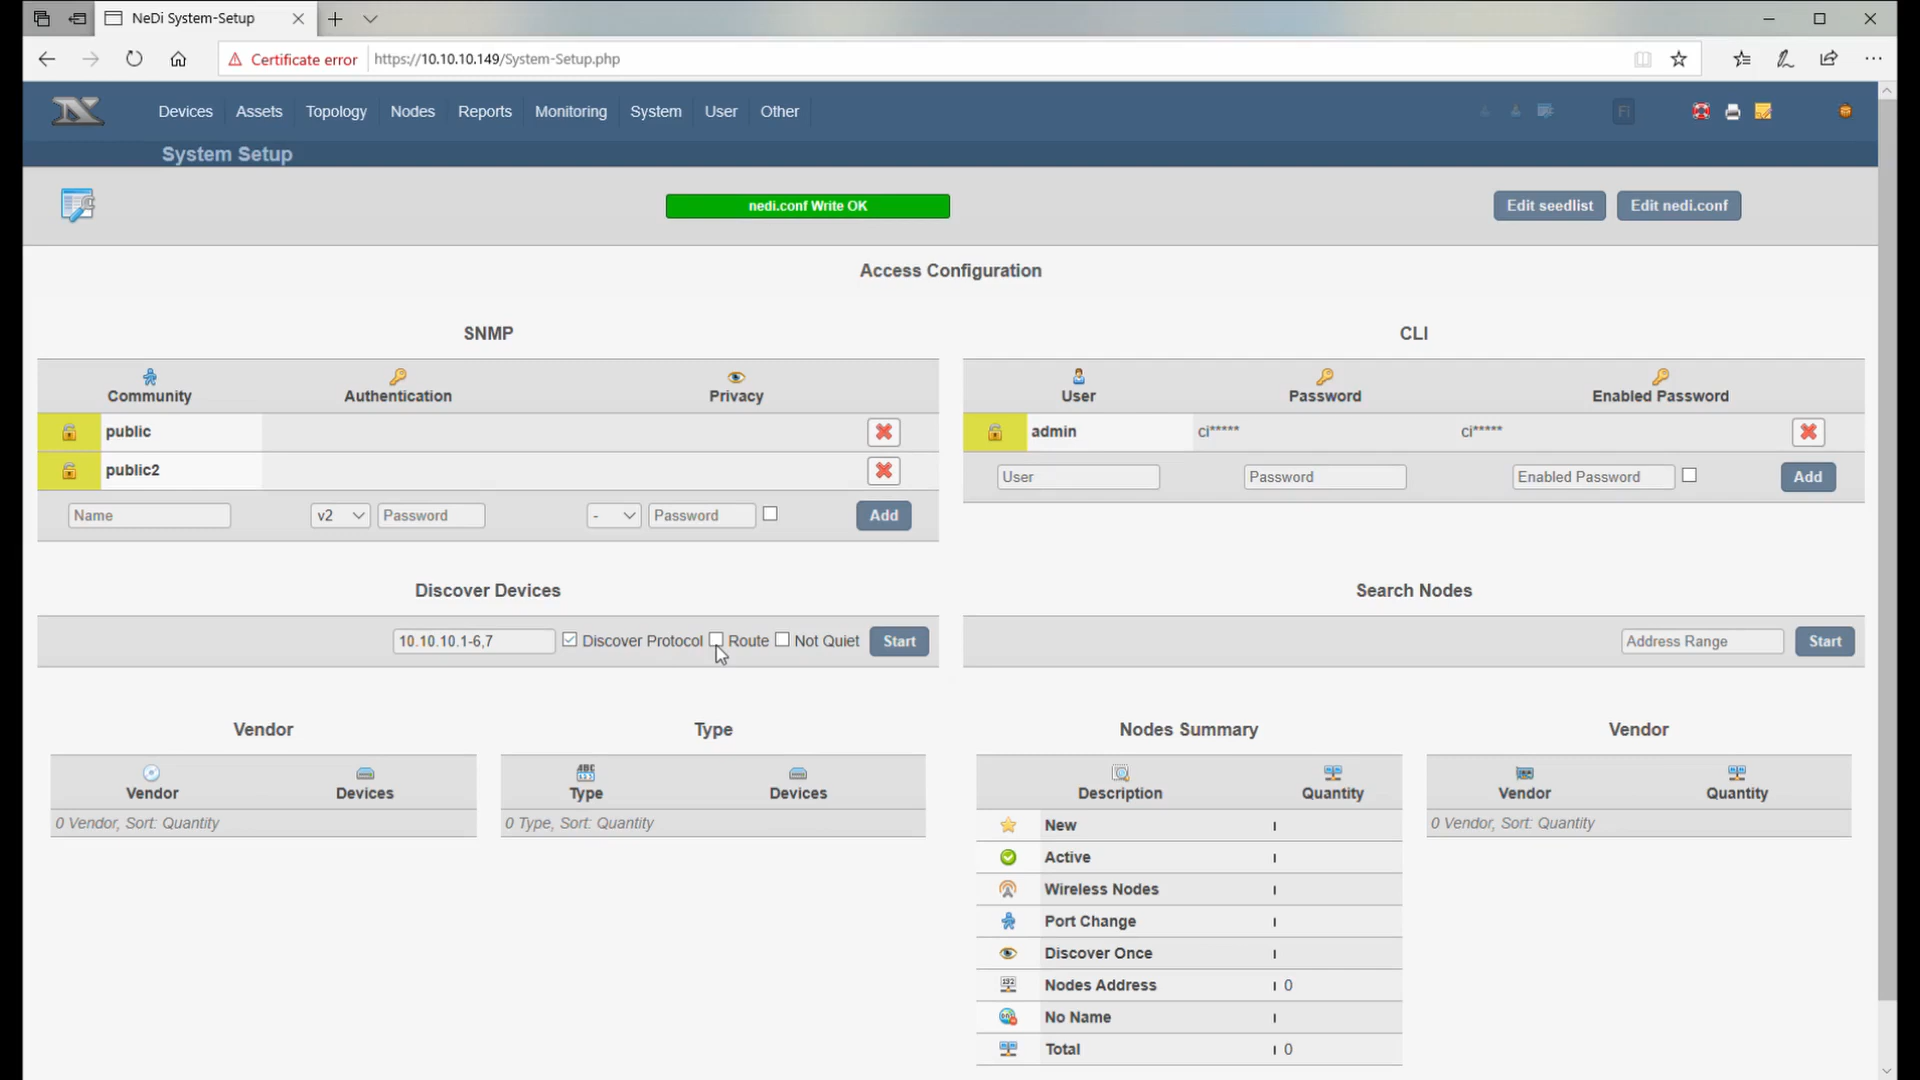 NeDi System-Setup
Certificate error https://10.10.10.149/System-Setup.php
Devices Assets Topology Nodes Reports Monitoring System User Other
System Setup
nedi.conf Write OK
Edit seedlist Edit nedi.conf
Access Configuration
SNMP CLI
Community Authentication Privacy
User Password Enabled Password
public
admin ci***** ci*****
public2
User Password Enabled Password Add
Name v2 Password - Password Add
Discover Devices Search Nodes
10.10.10.1-6,7 Discover Protocol Route Not Quiet Start
Address Range Start
Vendor Type Nodes Summary Vendor
Vendor Devices
0 Vendor, Sort: Quantity
Type Devices
0 Type, Sort: Quantity
Description Quantity
New
Active
Wireless Nodes
Port Change
Discover Once
Nodes Address 0
No Name
Total 0
Vendor Quantity
0 Vendor, Sort: Quantity